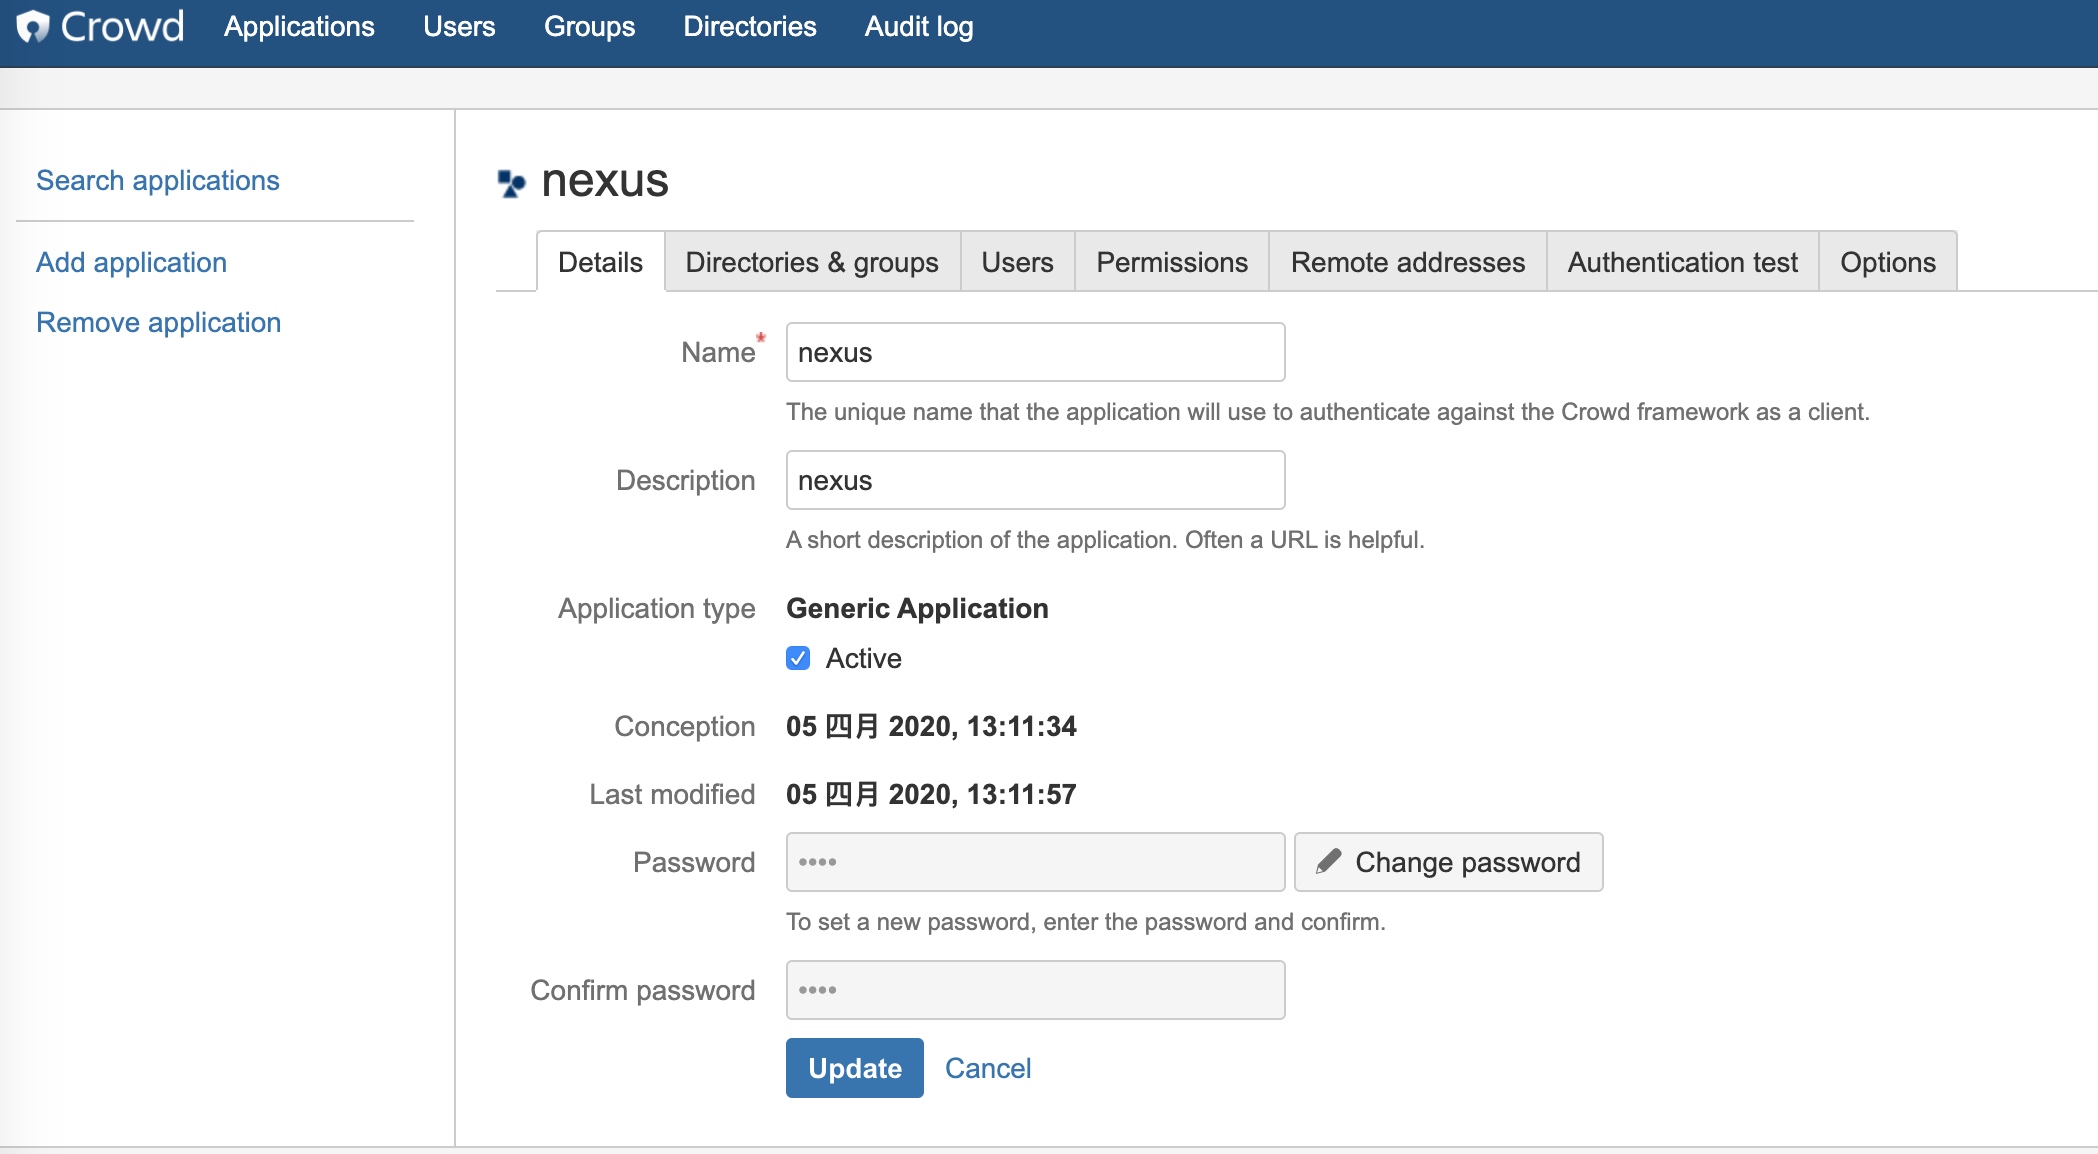 Crowd Applications Users Groups Directories Audit log
Search applications
Add application
Remove application
nexus
Details Directories & groups Users Permissions Remote addresses Authentication test Options
Name* nexus
The unique name that the application will use to authenticate against the Crowd framework as a client.
Description nexus
A short description of the application. Often a URL is helpful.
Application type Generic Application
Active
Conception 05 四月 2020, 13:11:34
Last modified 05 四月 2020, 13:11:57
Password •••• Change password
To set a new password, enter the password and confirm.
Confirm password ••••
Update Cancel